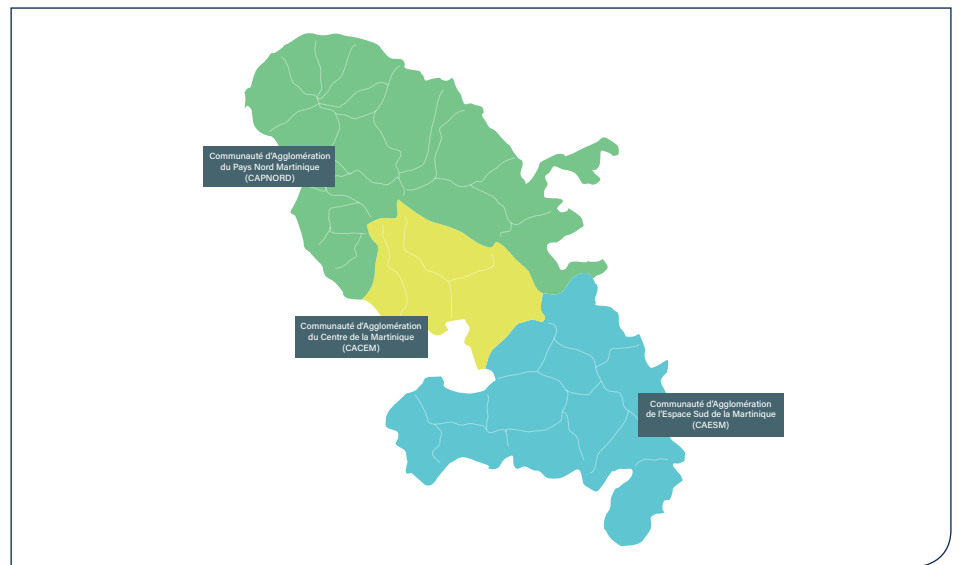 Communauté d'Agglomération
du Pays Nord Martinique
(CAPNORD)
Communauté d'Agglomération
du Centre de la Martinique
(CACEM)
Communauté d'Agglomération
de l'Espace Sud de la Martinique
(CAESM)